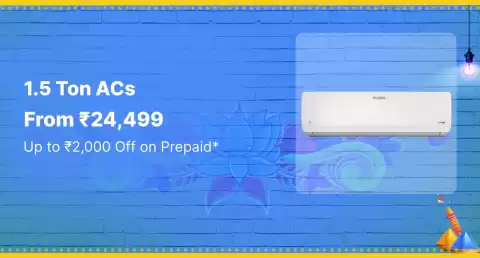 1.5 Ton ACs
From ₹24,499
Up to ₹2,000 Off on Prepaid*